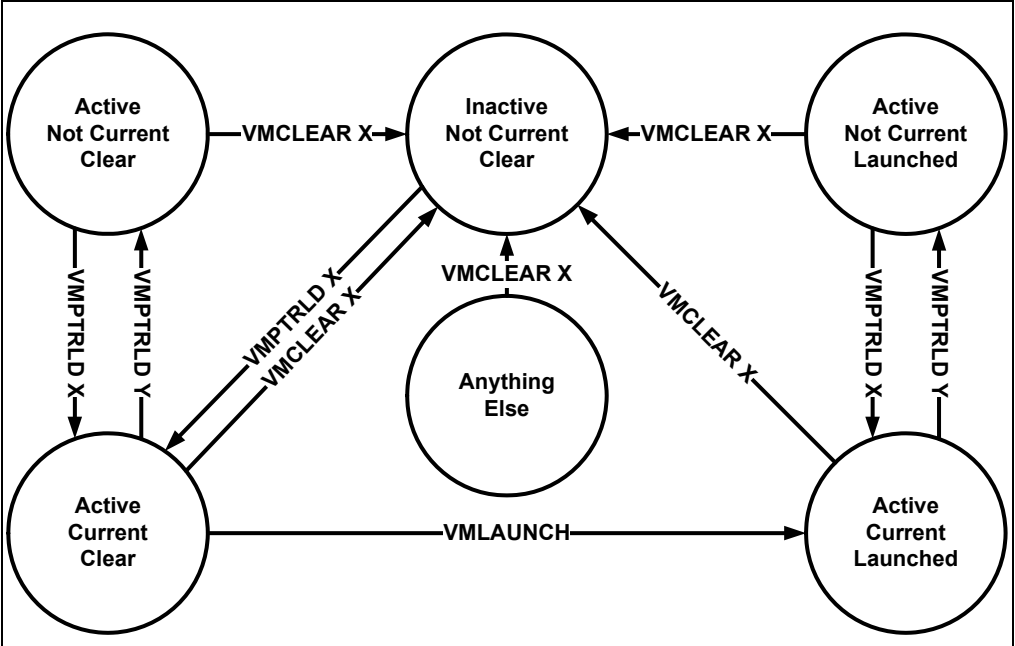 Active
Not Current
Clear
VMCLEAR X
Inactive
Not Current
Clear
VMCLEAR X
Active
Not Current
Launched
VMPTRLD X
VMPTRLD Y
VMPTRLD X
VMCLEAR X
VMCLEAR X
Anything
Else
VMCLEAR X
VMPTRLD X
VMPTRLD Y
Active
Current
Clear
VMLAUNCH
Active
Current
Launched